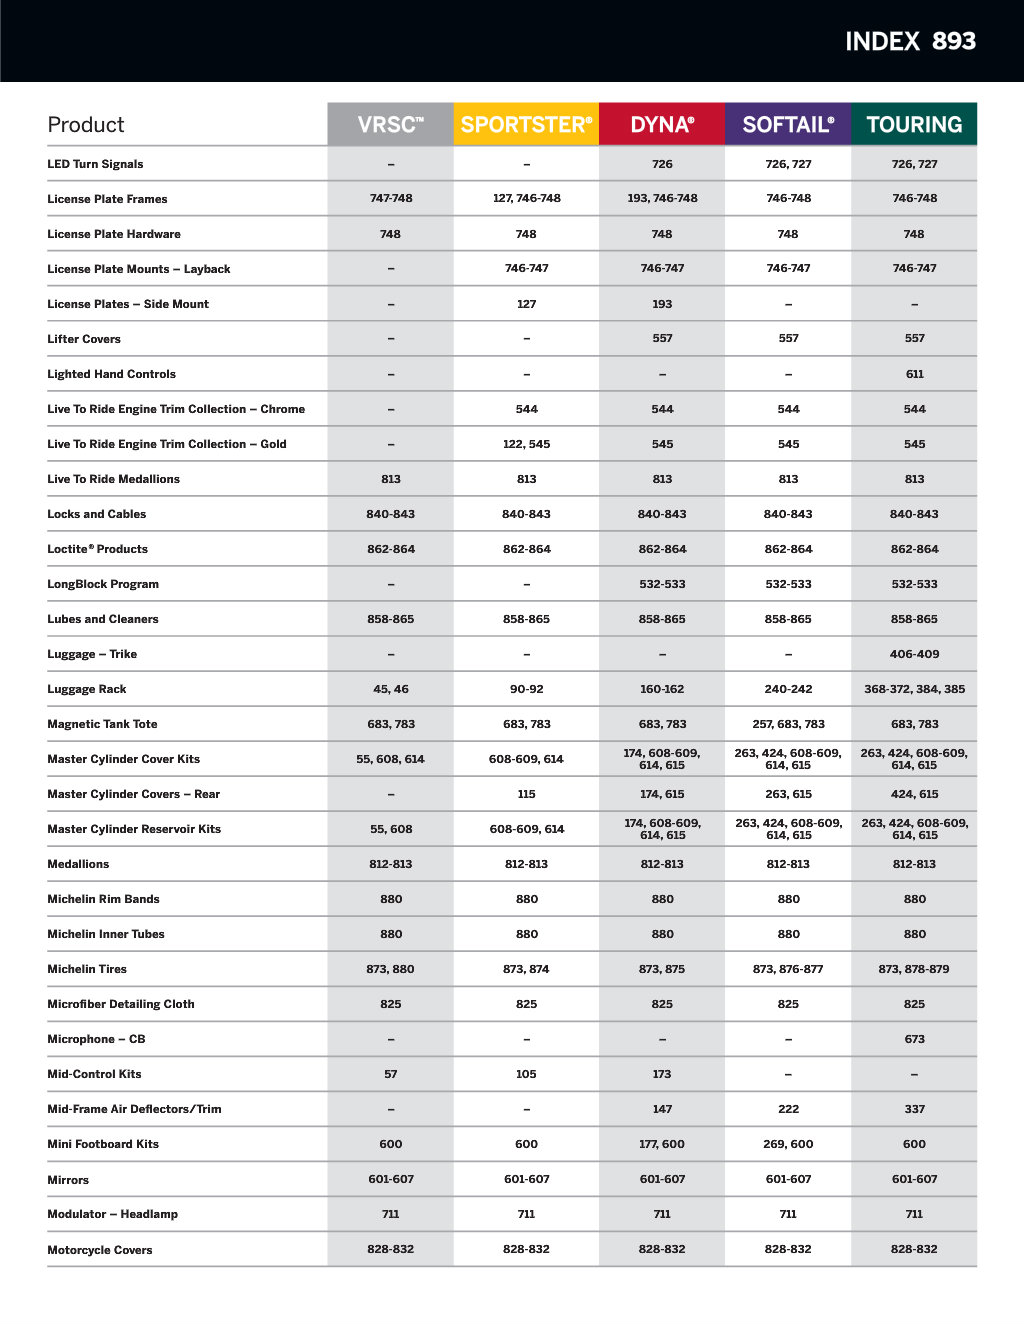 INDEX 893
Product VRSC™ SPORTSTER® DYNA® SOFTAIL® TOURING
LED Turn Signals – – 726 726, 727 726, 727
License Plate Frames 747-748 127, 746-748 193, 746-748 746-748 746-748
License Plate Hardware 748 748 748 748 748
License Plate Mounts – Layback – 746-747 746-747 746-747 746-747
License Plates – Side Mount – 127 193 – –
Lifter Covers – – 557 557 557
Lighted Hand Controls – – – – 611
Live To Ride Engine Trim Collection – Chrome – 544 544 544 544
Live To Ride Engine Trim Collection – Gold – 122, 545 545 545 545
Live To Ride Medallions 813 813 813 813 813
Locks and Cables 840-843 840-843 840-843 840-843 840-843
Loctite® Products 862-864 862-864 862-864 862-864 862-864
LongBlock Program – – 532-533 532-533 532-533
Lubes and Cleaners 858-865 858-865 858-865 858-865 858-865
Luggage – Trike – – – – 406-409
Luggage Rack 45, 46 90-92 160-162 240-242 368-372, 384, 385
Magnetic Tank Tote 683, 783 683, 783 683, 783 257, 683, 783 683, 783
Master Cylinder Cover Kits 55, 608, 614 608-609, 614 174, 608-609, 614, 615 263, 424, 608-609, 614, 615 263, 424, 608-609, 614, 615
Master Cylinder Covers – Rear – 115 174, 615 263, 615 424, 615
Master Cylinder Reservoir Kits 55, 608 608-609, 614 174, 608-609, 614, 615 263, 424, 608-609, 614, 615 263, 424, 608-609, 614, 615
Medallions 812-813 812-813 812-813 812-813 812-813
Michelin Rim Bands 880 880 880 880 880
Michelin Inner Tubes 880 880 880 880 880
Michelin Tires 873, 880 873, 874 873, 875 873, 876-877 873, 878-879
Microfiber Detailing Cloth 825 825 825 825 825
Microphone – CB – – – – 673
Mid-Control Kits 57 105 173 – –
Mid-Frame Air Deflectors/Trim – – 147 222 337
Mini Footboard Kits 600 600 177, 600 269, 600 600
Mirrors 601-607 601-607 601-607 601-607 601-607
Modulator – Headlamp 711 711 711 711 711
Motorcycle Covers 828-832 828-832 828-832 828-832 828-832